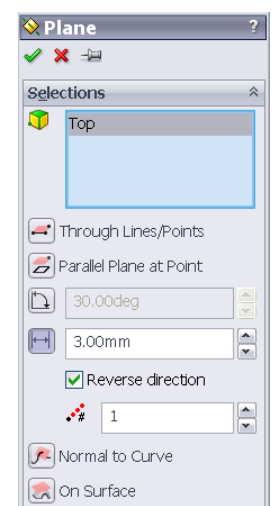 Plane ?
Selections
Top
Through Lines/Points
Parallel Plane at Point
30.00deg
3.00mm
Reverse direction
# 1
Normal to Curve
On Surface